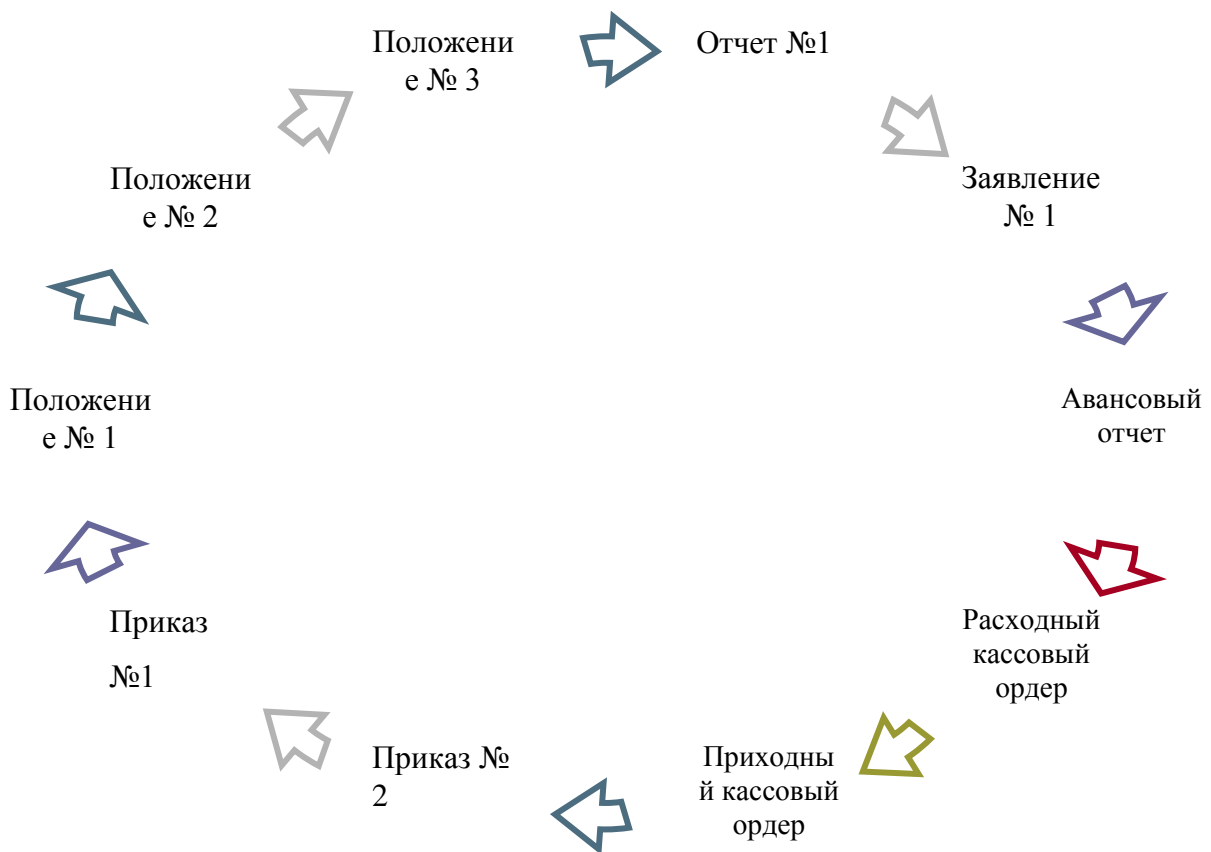 Положени
е № 3
Отчет №1
Заявление
№ 1
Авансовый
отчет
Расходный
кассовый
ордер
Приходны
й кассовый
ордер
Приказ №
2
Приказ
№1
Положени
е № 1
Положени
е № 2